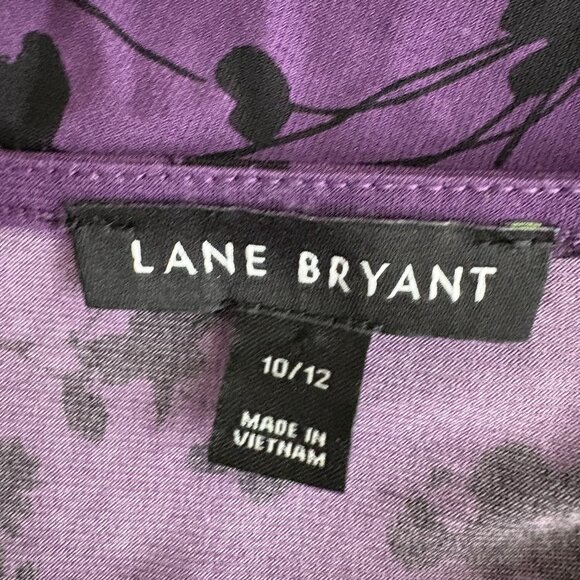 LANE BRYANT
10/12
MADE IN
VIETNAM